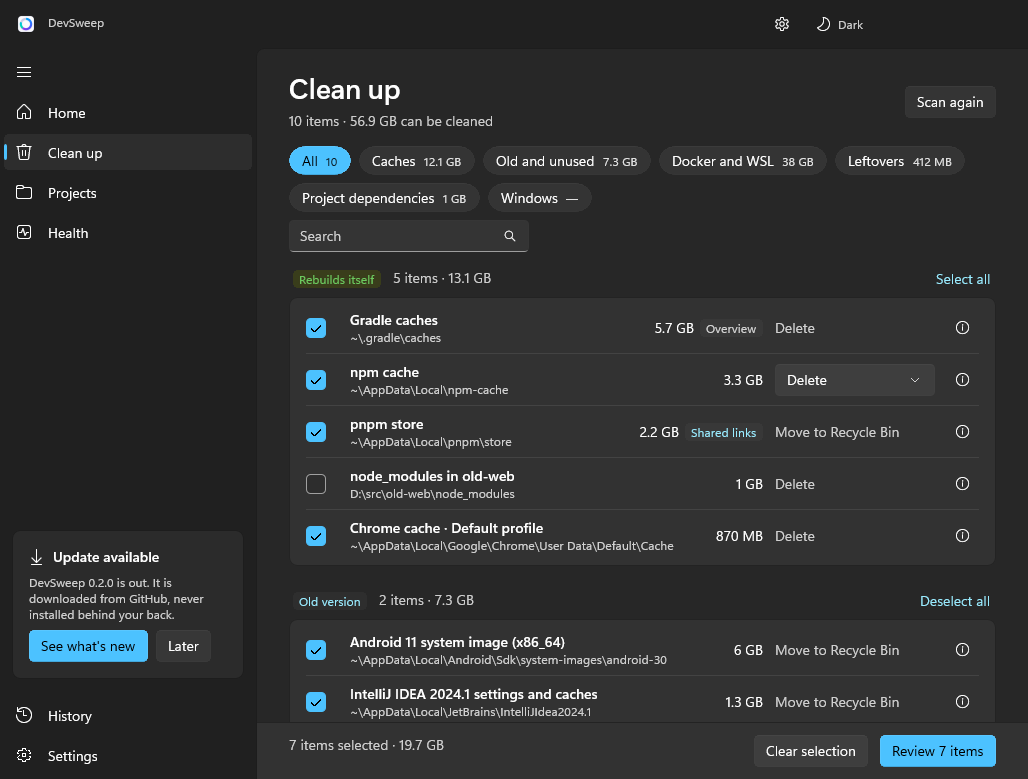 DevSweep
Dark
Home
Clean up
Projects
Health
Update available
DevSweep 0.2.0 is out. It is
downloaded from GitHub, never
installed behind your back.
See what's new
Later
History
Settings
Clean up
10 items · 56.9 GB can be cleaned
Scan again
All 10
Caches 12.1 GB
Old and unused 7.3 GB
Docker and WSL 38 GB
Leftovers 412 MB
Project dependencies 1 GB
Windows —
Search
Rebuilds itself 5 items · 13.1 GB
Select all
Gradle caches
~\.gradle\caches
5.7 GB Overview Delete
npm cache
~\AppData\Local\npm-cache
3.3 GB Delete
pnpm store
~\AppData\Local\pnpm\store
2.2 GB Shared links Move to Recycle Bin
node_modules in old-web
D:\src\old-web\node_modules
1 GB Delete
Chrome cache · Default profile
~\AppData\Local\Google\Chrome\User Data\Default\Cache
870 MB Delete
Old version 2 items · 7.3 GB
Deselect all
Android 11 system image (x86_64)
~\AppData\Local\Android\Sdk\system-images\android-30
6 GB Move to Recycle Bin
IntelliJ IDEA 2024.1 settings and caches
~\AppData\Local\JetBrains\IntelliJIdea2024.1
1.3 GB Move to Recycle Bin
7 items selected · 19.7 GB
Clear selection
Review 7 items